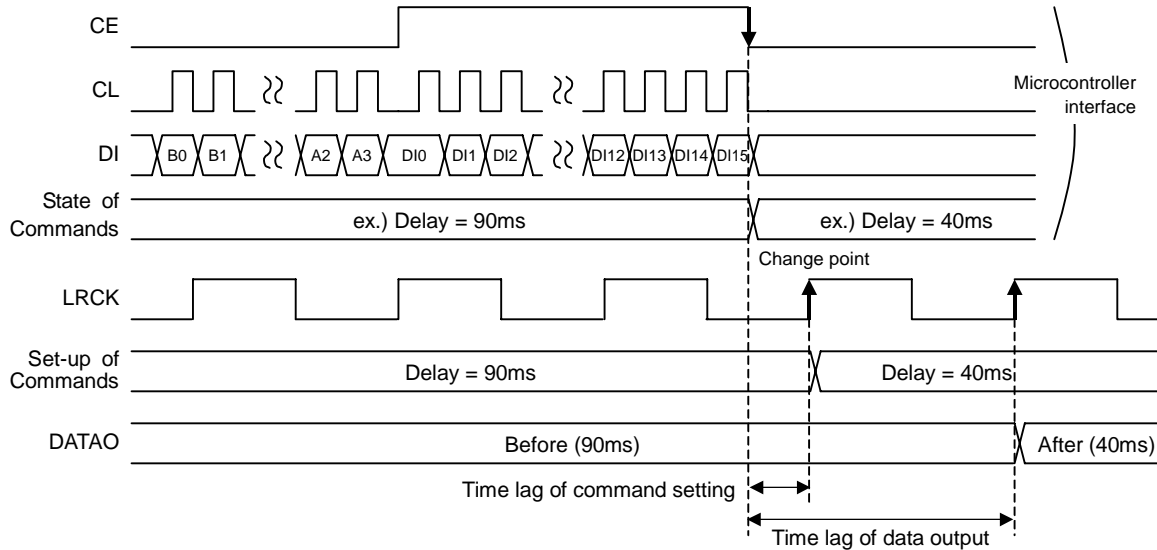 CE
CL
Microcontroller
interface
DI B0 B1 A2 A3 DI0 DI1 DI2 DI12 DI13 DI14 DI15
State of
Commands
ex.) Delay = 90ms ex.) Delay = 40ms
Change point
LRCK
Set-up of
Commands
Delay = 90ms Delay = 40ms
DATAO Before (90ms) After (40ms)
Time lag of command setting
Time lag of data output